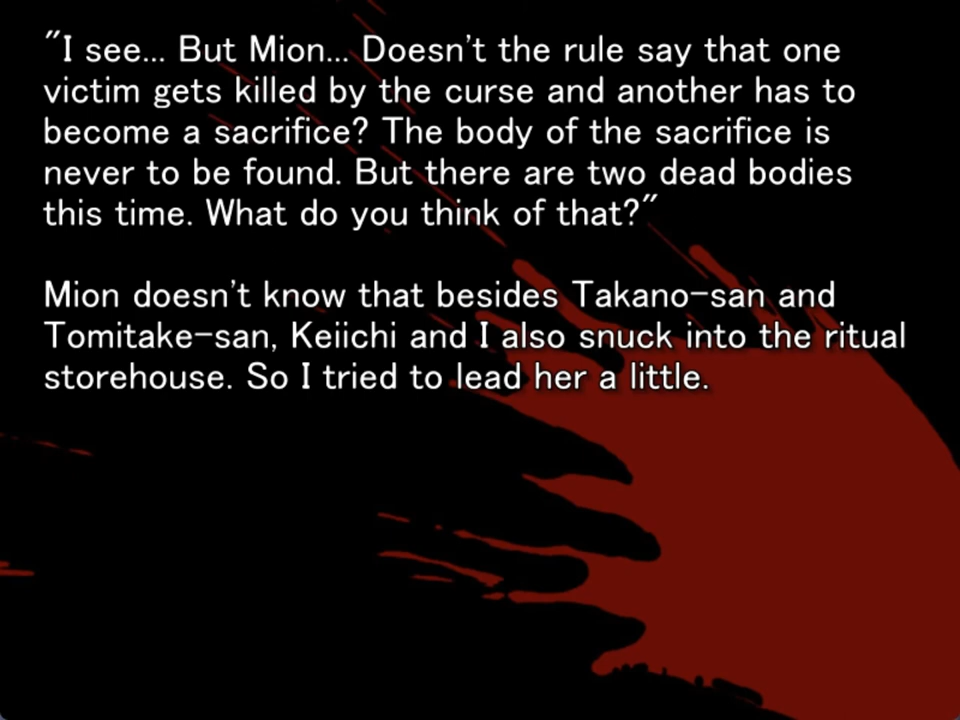 "I see... But Mion... Doesn't the rule say that one
victim gets killed by the curse and another has to
become a sacrifice? The body of the sacrifice is
never to be found. But there are two dead bodies
this time. What do you think of that?"
Mion doesn't know that besides Takano-san and
Tomitake-san, Keiichi and I also snuck into the ritual
storehouse. So I tried to lead her a little.